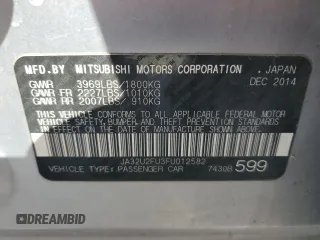 MFD.BY MITSUBISHI MOTORS CORPORATION .JAPAN
GVWR 3969LBS/1800KG DEC 2014
GAWR FR 2227LBS/1010KG
GAWR RR 2007LBS/ 910KG
THIS VEHICLE CONFORMS TO ALL APPLICABLE FEDERAL MOTOR VEHICLE
SAFETY, BUMPER, AND THEFT PREVENTION STANDARDS IN EFFECT ON
THE DATE OF MANUFACTURE SHOWN ABOVE.
JA32U2FU3FU012582
VEHICLE TYPE: PASSENGER CAR 7430B 599
DREAMBID